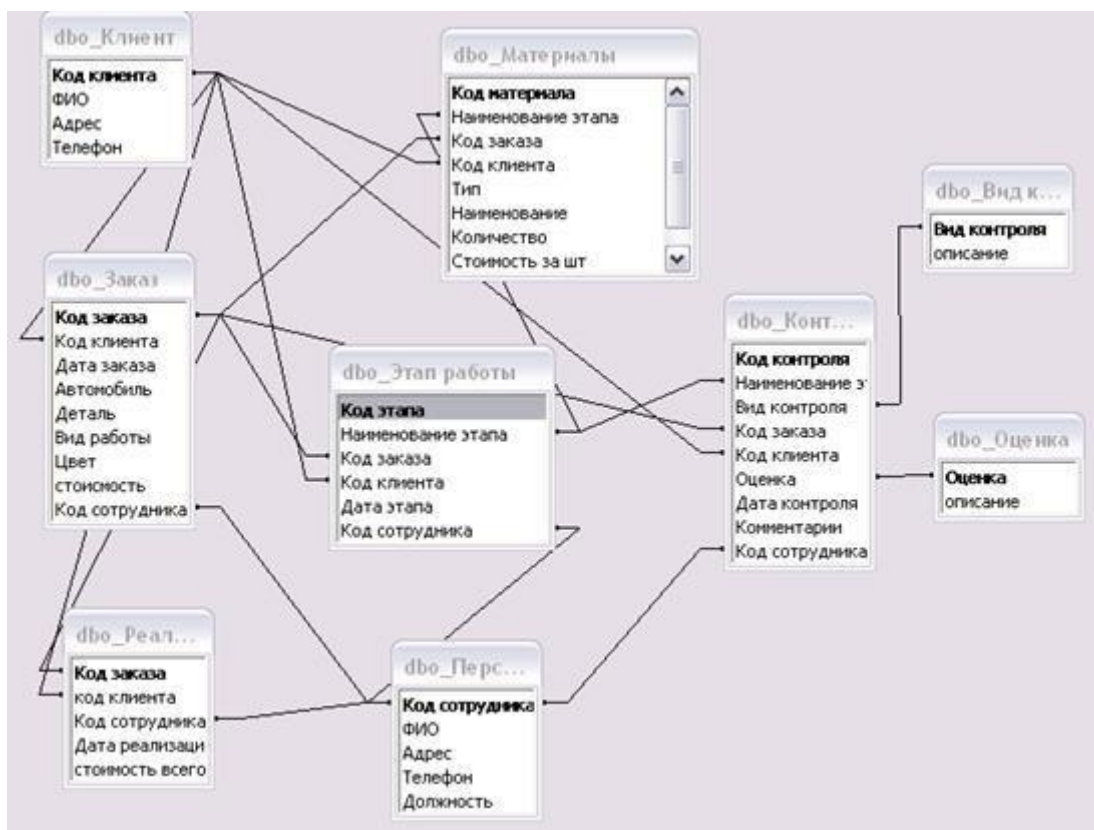 dbo_Клиент
Код клиента
ФИО
Адрес
Телефон
dbo_Материалы
Код материала
Наименование этапа
Код заказа
Код клиента
Тип
Наименование
Количество
Стоимость за шт
dbo_Вид к...
Вид контроля
описание
dbo_Заказ
Код заказа
Код клиента
Дата заказа
Автомобиль
Деталь
Вид работы
Цвет
стоисмость
Код сотрудника
dbo_Этап работы
Код этапа
Наименование этапа
Код заказа
Код клиента
Дата этапа
Код сотрудника
dbo_Конт...
Код контроля
Наименование э
Вид контроля
Код заказа
Код клиента
Оценка
Дата контроля
Комментарии
Код сотрудника
dbo_Оценка
Оценка
описание
dbo_Реал...
Код заказа
код клиента
Код сотрудника
Дата реализаци
стоимость всего
dbo_Перс...
Код сотрудника
ФИО
Адрес
Телефон
Должность